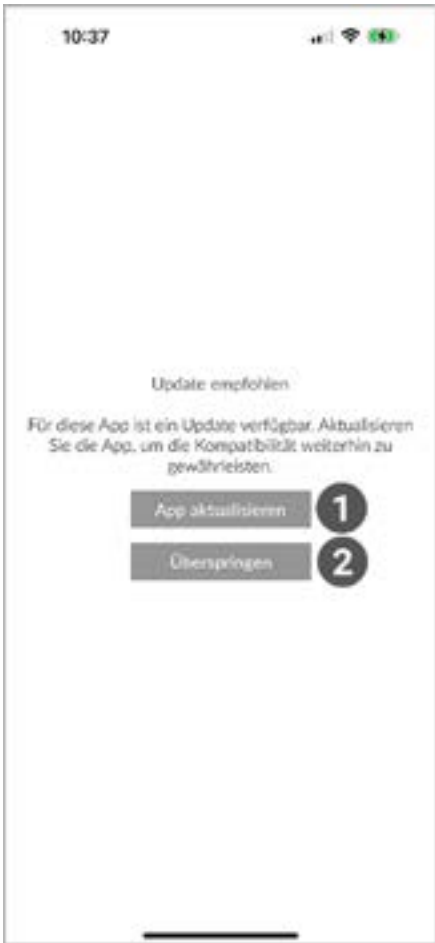 10:37
Update empfohlen
Für diese App ist ein Update verfügbar. Aktualisieren
Sie die App, um die Kompatibilität weiterhin zu
gewährleisten.
App aktualisieren 1
Überspringen 2